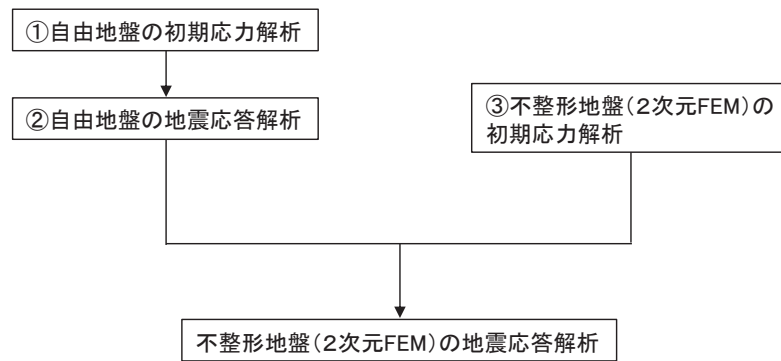 ①自由地盤の初期応力解析
②自由地盤の地震応答解析
③不整形地盤(2次元FEM)の
初期応力解析
不整形地盤(2次元FEM)の地震応答解析